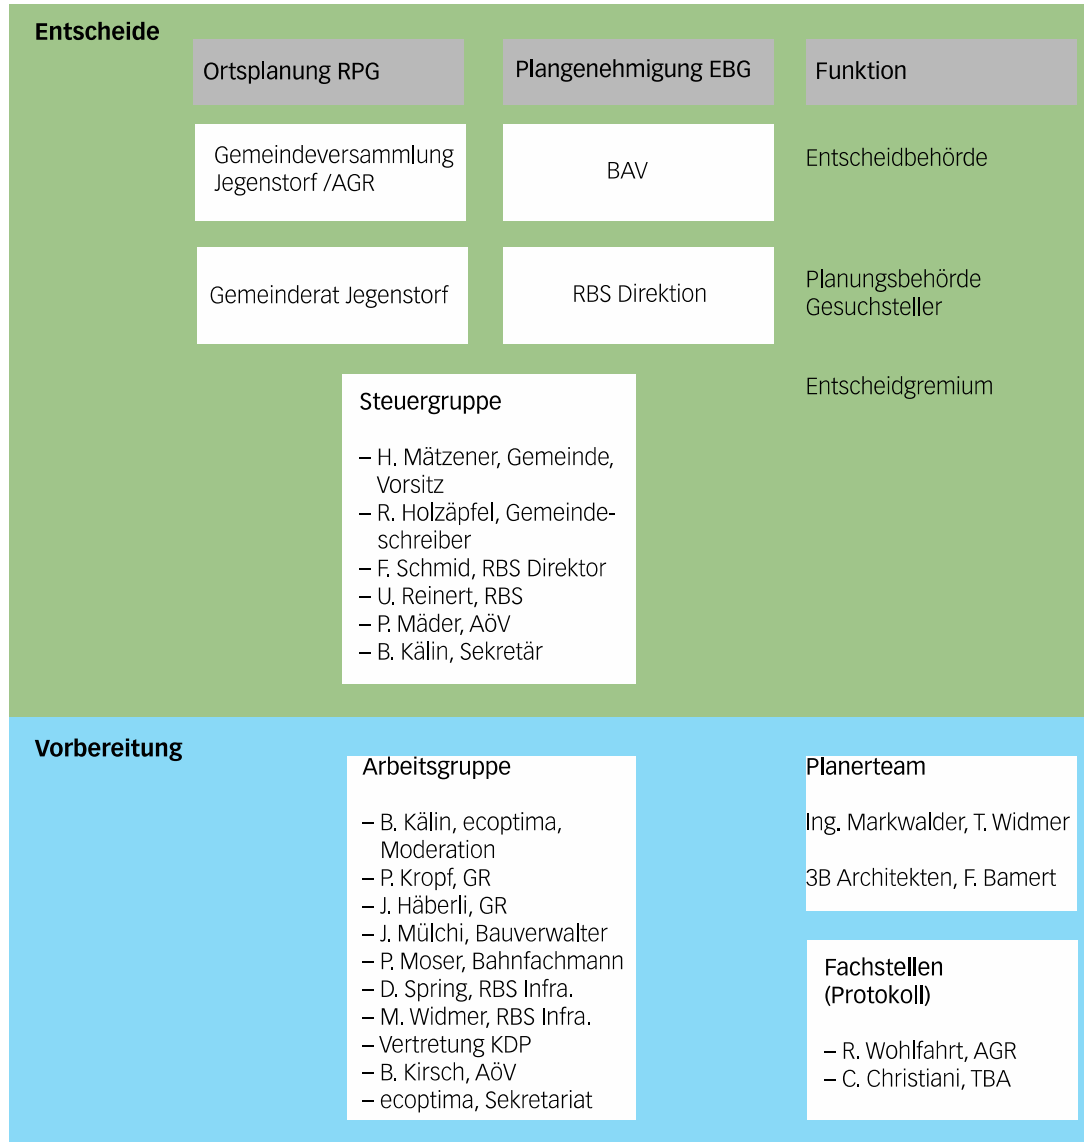 Entscheide
Ortsplanung RPG
Plangenehmigung EBG
Funktion
Gemeindeversammlung
Jegenstorf /AGR
BAV
Entscheidbehörde
Gemeinderat Jegenstorf
RBS Direktion
Planungsbehörde
Gesuchsteller
Steuergruppe
– H. Mätzener, Gemeinde,
Vorsitz
– R. Holzäpfel, Gemeinde-
schreiber
– F. Schmid, RBS Direktor
– U. Reinert, RBS
– P. Mäder, AöV
– B. Kälin, Sekretär
Entscheidgremium
Vorbereitung
Arbeitsgruppe
– B. Kälin, ecoptima,
Moderation
– P. Kropf, GR
– J. Häberli, GR
– J. Mülchi, Bauverwalter
– P. Moser, Bahnfachmann
– D. Spring, RBS Infra.
– M. Widmer, RBS Infra.
– Vertretung KDP
– B. Kirsch, AöV
– ecoptima, Sekretariat
Planerteam
Ing. Markwalder, T. Widmer
3B Architekten, F. Bamert
Fachstellen
(Protokoll)
– R. Wohlfahrt, AGR
– C. Christiani, TBA